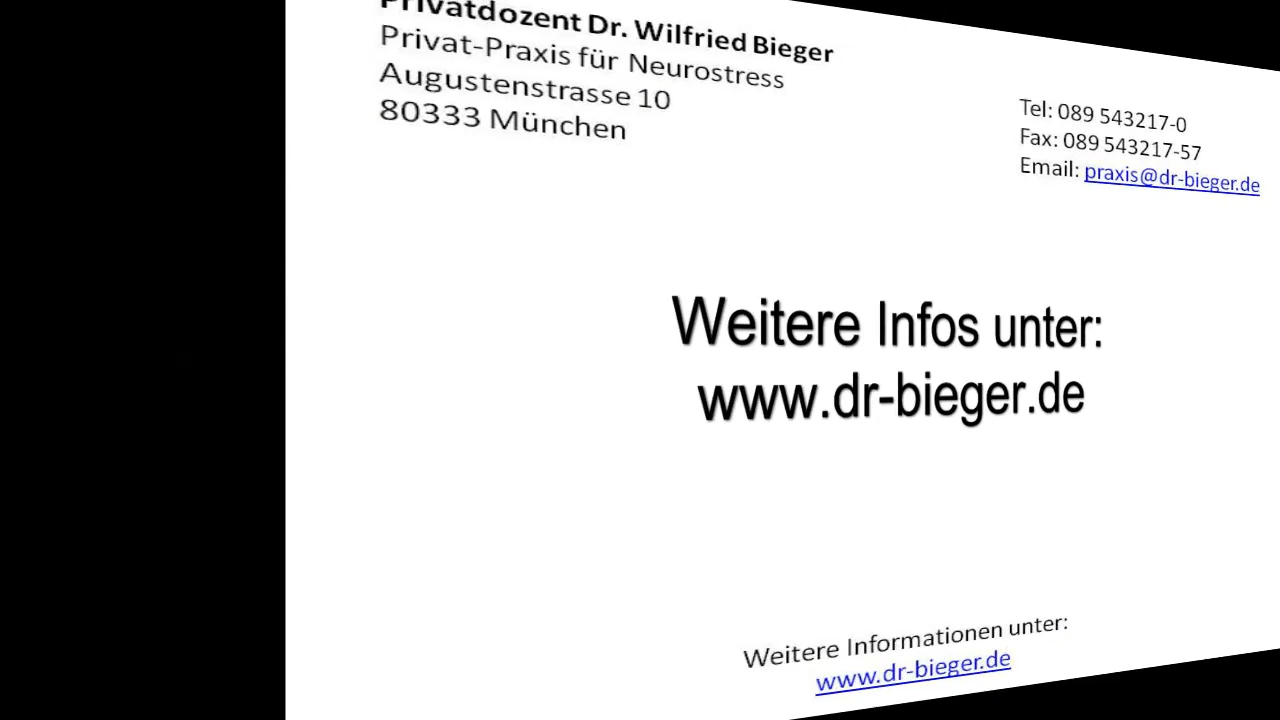 Privatdozent Dr. Wilfried Bieger
Privat-Praxis für Neurostress
Augustenstrasse 10
80333 München
Tel: 089 543217-0
Fax: 089 543217-57
Email: praxis@dr-bieger.de
Weitere Infos unter:
www.dr-bieger.de
Weitere Informationen unter:
www.dr-bieger.de